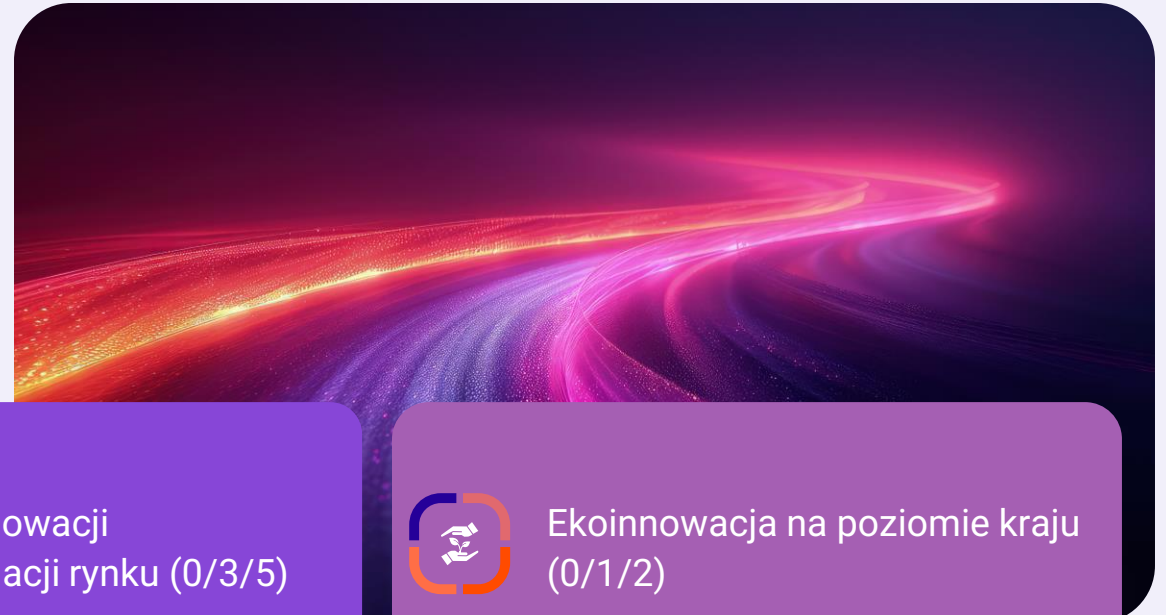 owacji
acji rynku (0/3/5)
Ekoinnowacja na poziomie kraju
(0/1/2)